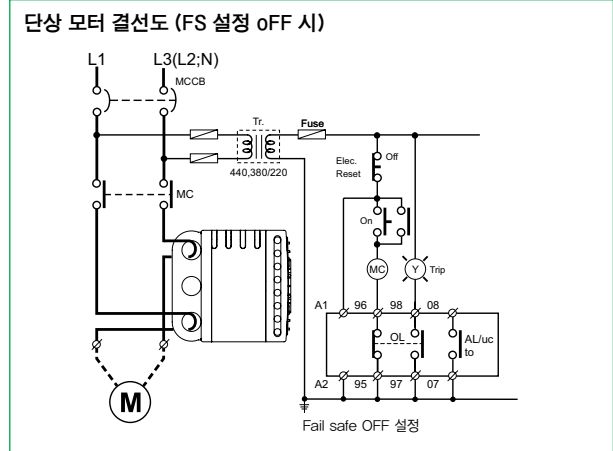 단상 모터 결선도 (FS 설정 oFF 시)
L1 L3(L2;N)
MCCB
Tr. Fuse
440,380/220
Elec. Reset
Off
MC
On
MC Y Trip
A1 96 98 08
OL AL/uc to
A2 95 97 07
M
Fail safe OFF 설정